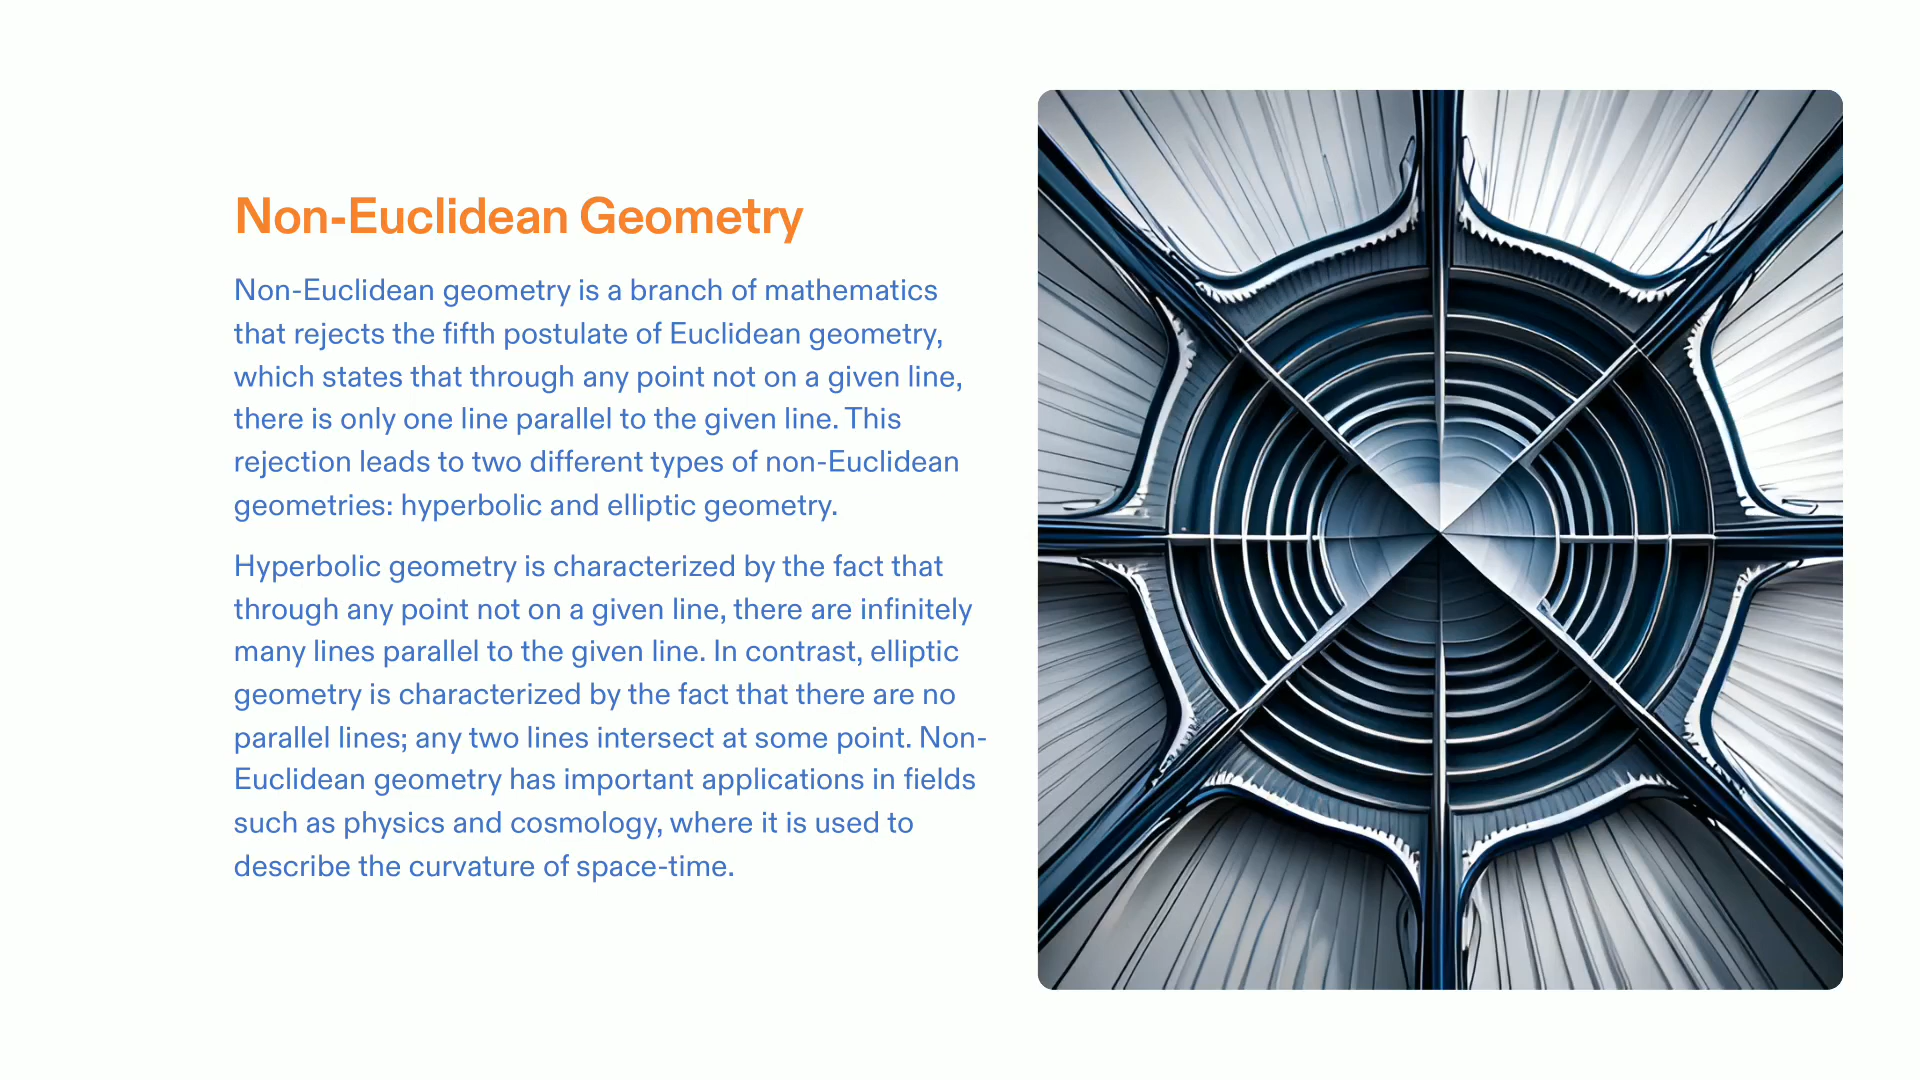 Non-Euclidean Geometry
Non-Euclidean geometry is a branch of mathematics
that rejects the fifth postulate of Euclidean geometry,
which states that through any point not on a given line,
there is only one line parallel to the given line. This
rejection leads to two different types of non-Euclidean
geometries: hyperbolic and elliptic geometry.
Hyperbolic geometry is characterized by the fact that
through any point not on a given line, there are infinitely
many lines parallel to the given line. In contrast, elliptic
geometry is characterized by the fact that there are no
parallel lines; any two lines intersect at some point. Non-
Euclidean geometry has important applications in fields
such as physics and cosmology, where it is used to
describe the curvature of space-time.